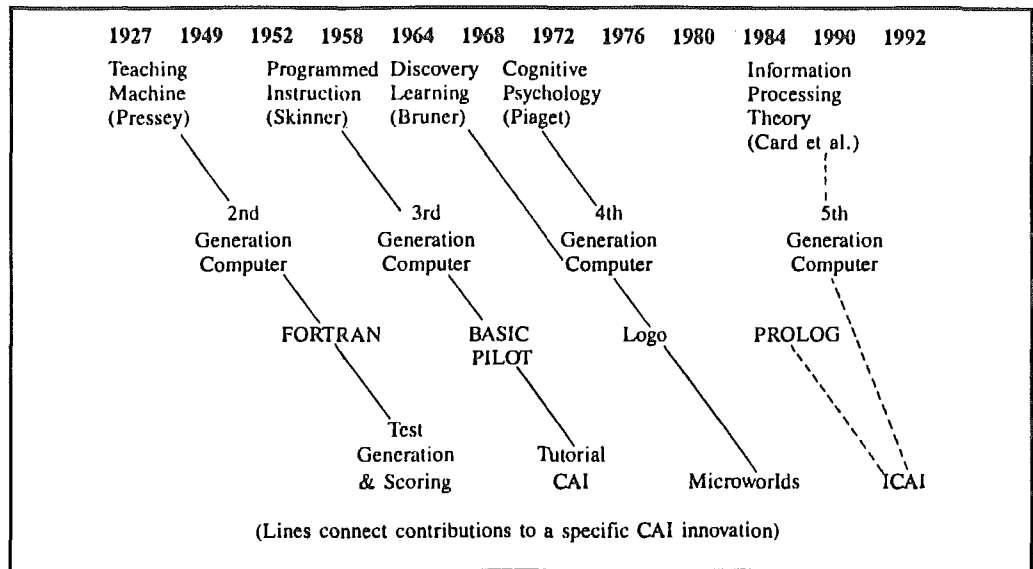 1927 1949 1952 1958 1964 1968 1972 1976 1980 1984 1990 1992
Teaching Machine (Pressey)
Programmed Instruction (Skinner)
Discovery Learning (Bruner)
Cognitive Psychology (Piaget)
Information Processing Theory (Card et al.)
2nd Generation Computer
3rd Generation Computer
4th Generation Computer
5th Generation Computer
FORTRAN
BASIC PILOT
Logo
PROLOG
Test Generation & Scoring
Tutorial CAI
Microworlds
ICAI
(Lines connect contributions to a specific CAI innovation)